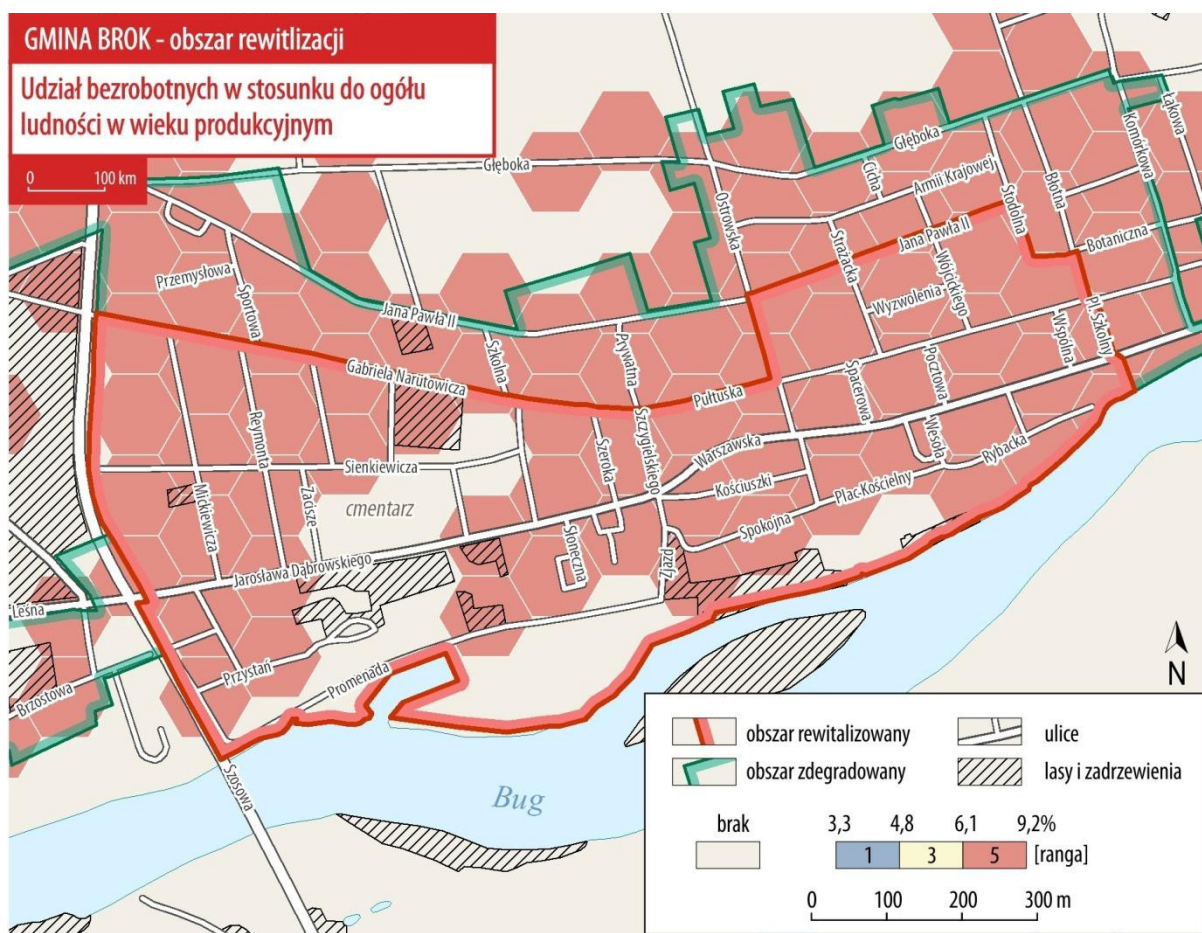 GMINA BROK - obszar rewitlizacji
Udział bezrobotnych w stosunku do ogółu
ludności w wieku produkcyjnym
0 100 km
Głęboka
Głęboka
Cicha
Armii Krajowej
Stodolna
Błotna
Komórkowa
Łąkowa
Ostrowska
Strażacka
Jana Pawła II
Wójcickiego
Botaniczna
Przemysłowa
Sportowa
Jana Pawła II
Wyzwolenia
Szkolna
Prywatna
Pl. Szkolny
Wspólna
Gabriela Narutowicza
Pułtuska
Spacerowa
Pocztowa
Reymonta
Szczygielskiego
Warszawska
Wesoła
Rybacka
Sienkiewicza
Szeroka
Kościuszki
Plac Kościelny
Mickiewicza
Zacisze
cmentarz
Spokojna
Słoneczna
Zjazd
Jarosława Dąbrowskiego
Leśna
Przystań
Promenada
Brzostowa
Szosowa
Bug
N
obszar rewitalizowany
ulice
obszar zdegradowany
lasy i zadrzewienia
brak
3,3 4,8 6,1 9,2%
1 3 5 [ranga]
0 100 200 300 m